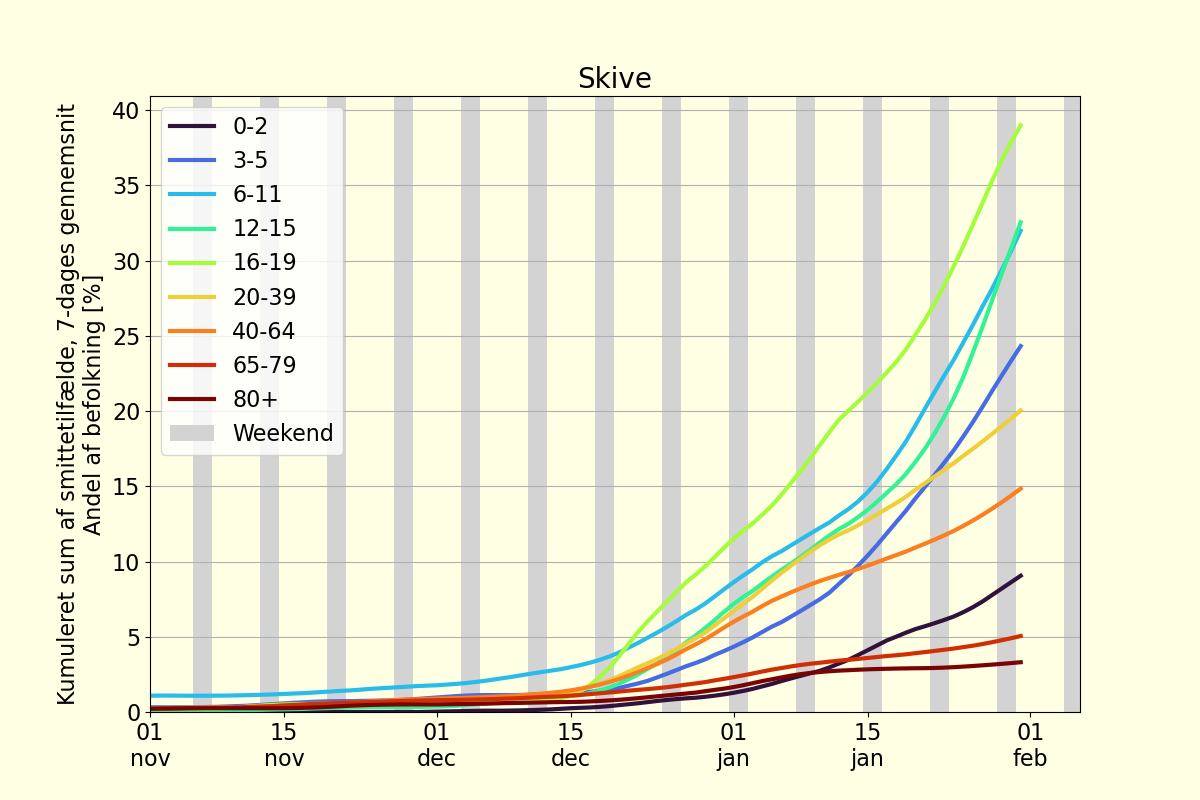 Skive
Kumuleret sum af smittetilfælde, 7-dages gennemsnit
Andel af befolkning [%]
40
35
30
25
20
15
10
5
0
0-2
3-5
6-11
12-15
16-19
20-39
40-64
65-79
80+
Weekend
01
nov
15
nov
01
dec
15
dec
01
jan
15
jan
01
feb